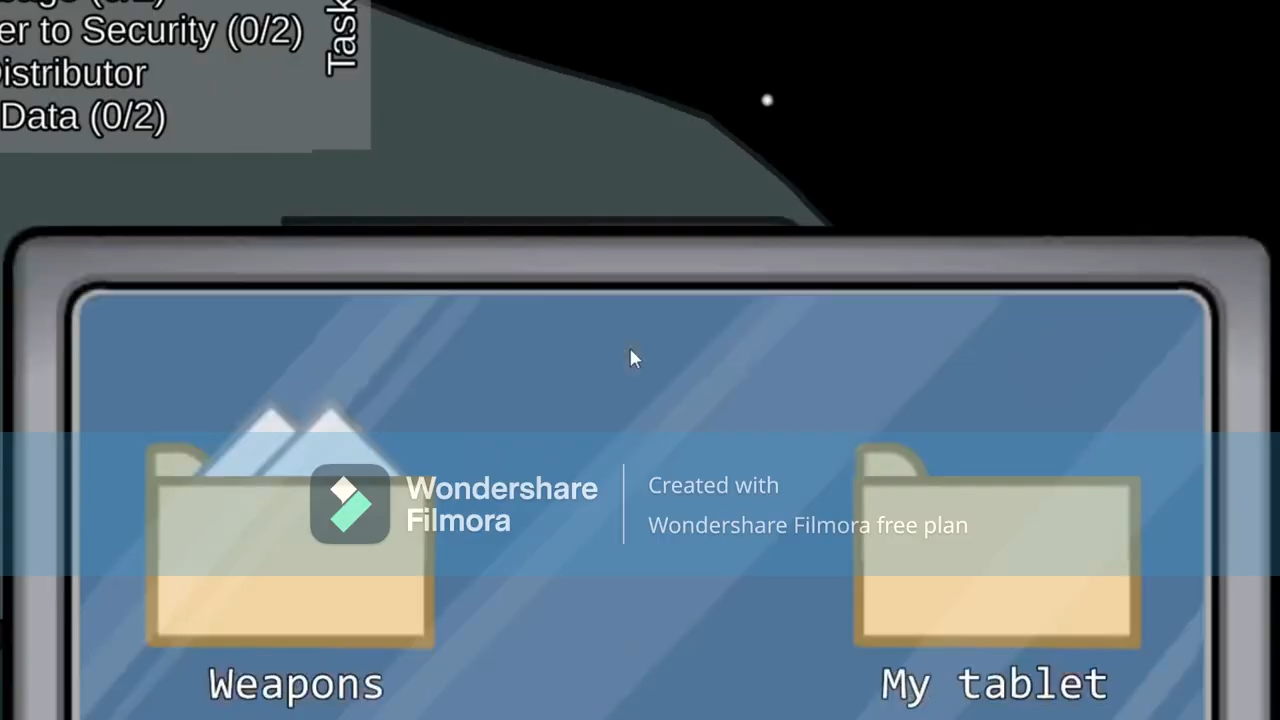 er to Security (0/2)
Distributor
Data (0/2)
Task
Wondershare
Filmora
Created with
Wondershare Filmora free plan
Weapons
My tablet